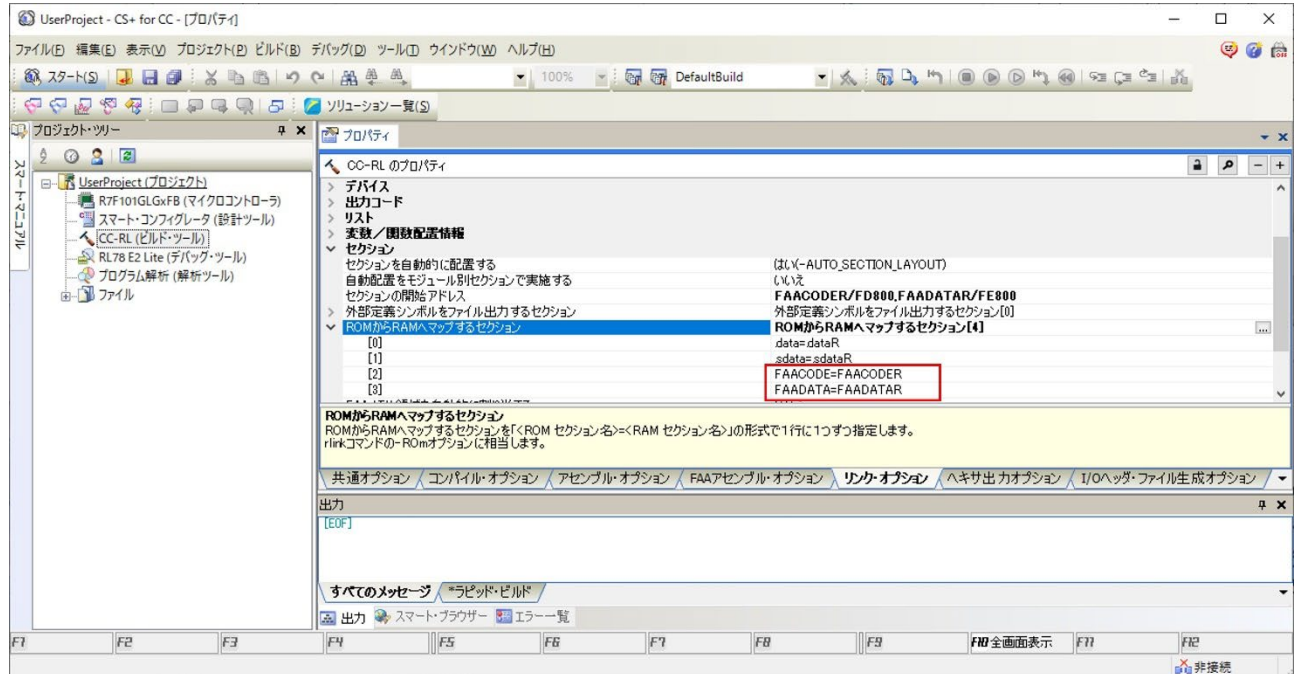 UserProject - CS+ for CC - [プロパティ]
ファイル(F) 編集(E) 表示(V) プロジェクト(P) ビルド(B) デバッグ(D) ツール(T) ウインドウ(W) ヘルプ(H)
スタート(S) 100% DefaultBuild
ソリューション一覧(S)
スマート・マニュアル
プロジェクト・ツリー
UserProject (プロジェクト)
R7F101GLGxFB (マイクロコントローラ)
スマート・コンフィグレータ (設計ツール)
CC-RL (ビルド・ツール)
RL78 E2 Lite (デバッグ・ツール)
プログラム解析 (解析ツール)
ファイル
プロパティ
CC-RL のプロパティ
デバイス
出力コード
リスト
変数／関数配置情報
セクション
セクションを自動的に配置する はい(-AUTO_SECTION_LAYOUT)
自動配置をモジュール別セクションで実施する いいえ
セクションの開始アドレス FAACODER/FD800,FAADATAR/FE800
外部定義シンボルをファイル出力するセクション 外部定義シンボルをファイル出力するセクション[0]
ROMからRAMへマップするセクション ROMからRAMへマップするセクション[4]
[0] .data=.dataR
[1] .sdata=.sdataR
[2] FAACODE=FAACODER
[3] FAADATA=FAADATAR
ROMからRAMへマップするセクション
ROMからRAMへマップするセクションを「<ROM セクション名>=<RAM セクション名>」の形式で1行に1つずつ指定します。
rlinkコマンドの-ROmオプションに相当します。
共通オプション コンパイル・オプション アセンブル・オプション FAAアセンブル・オプション リンク・オプション ヘキサ出力オプション I/Oヘッダ・ファイル生成オプション
出力
[EOF]
すべてのメッセージ *ラピッド・ビルド
出力 スマート・ブラウザー エラー一覧
F1 F2 F3 F4 F5 F6 F7 F8 F9 F10 全画面表示 F11 F12
非接続